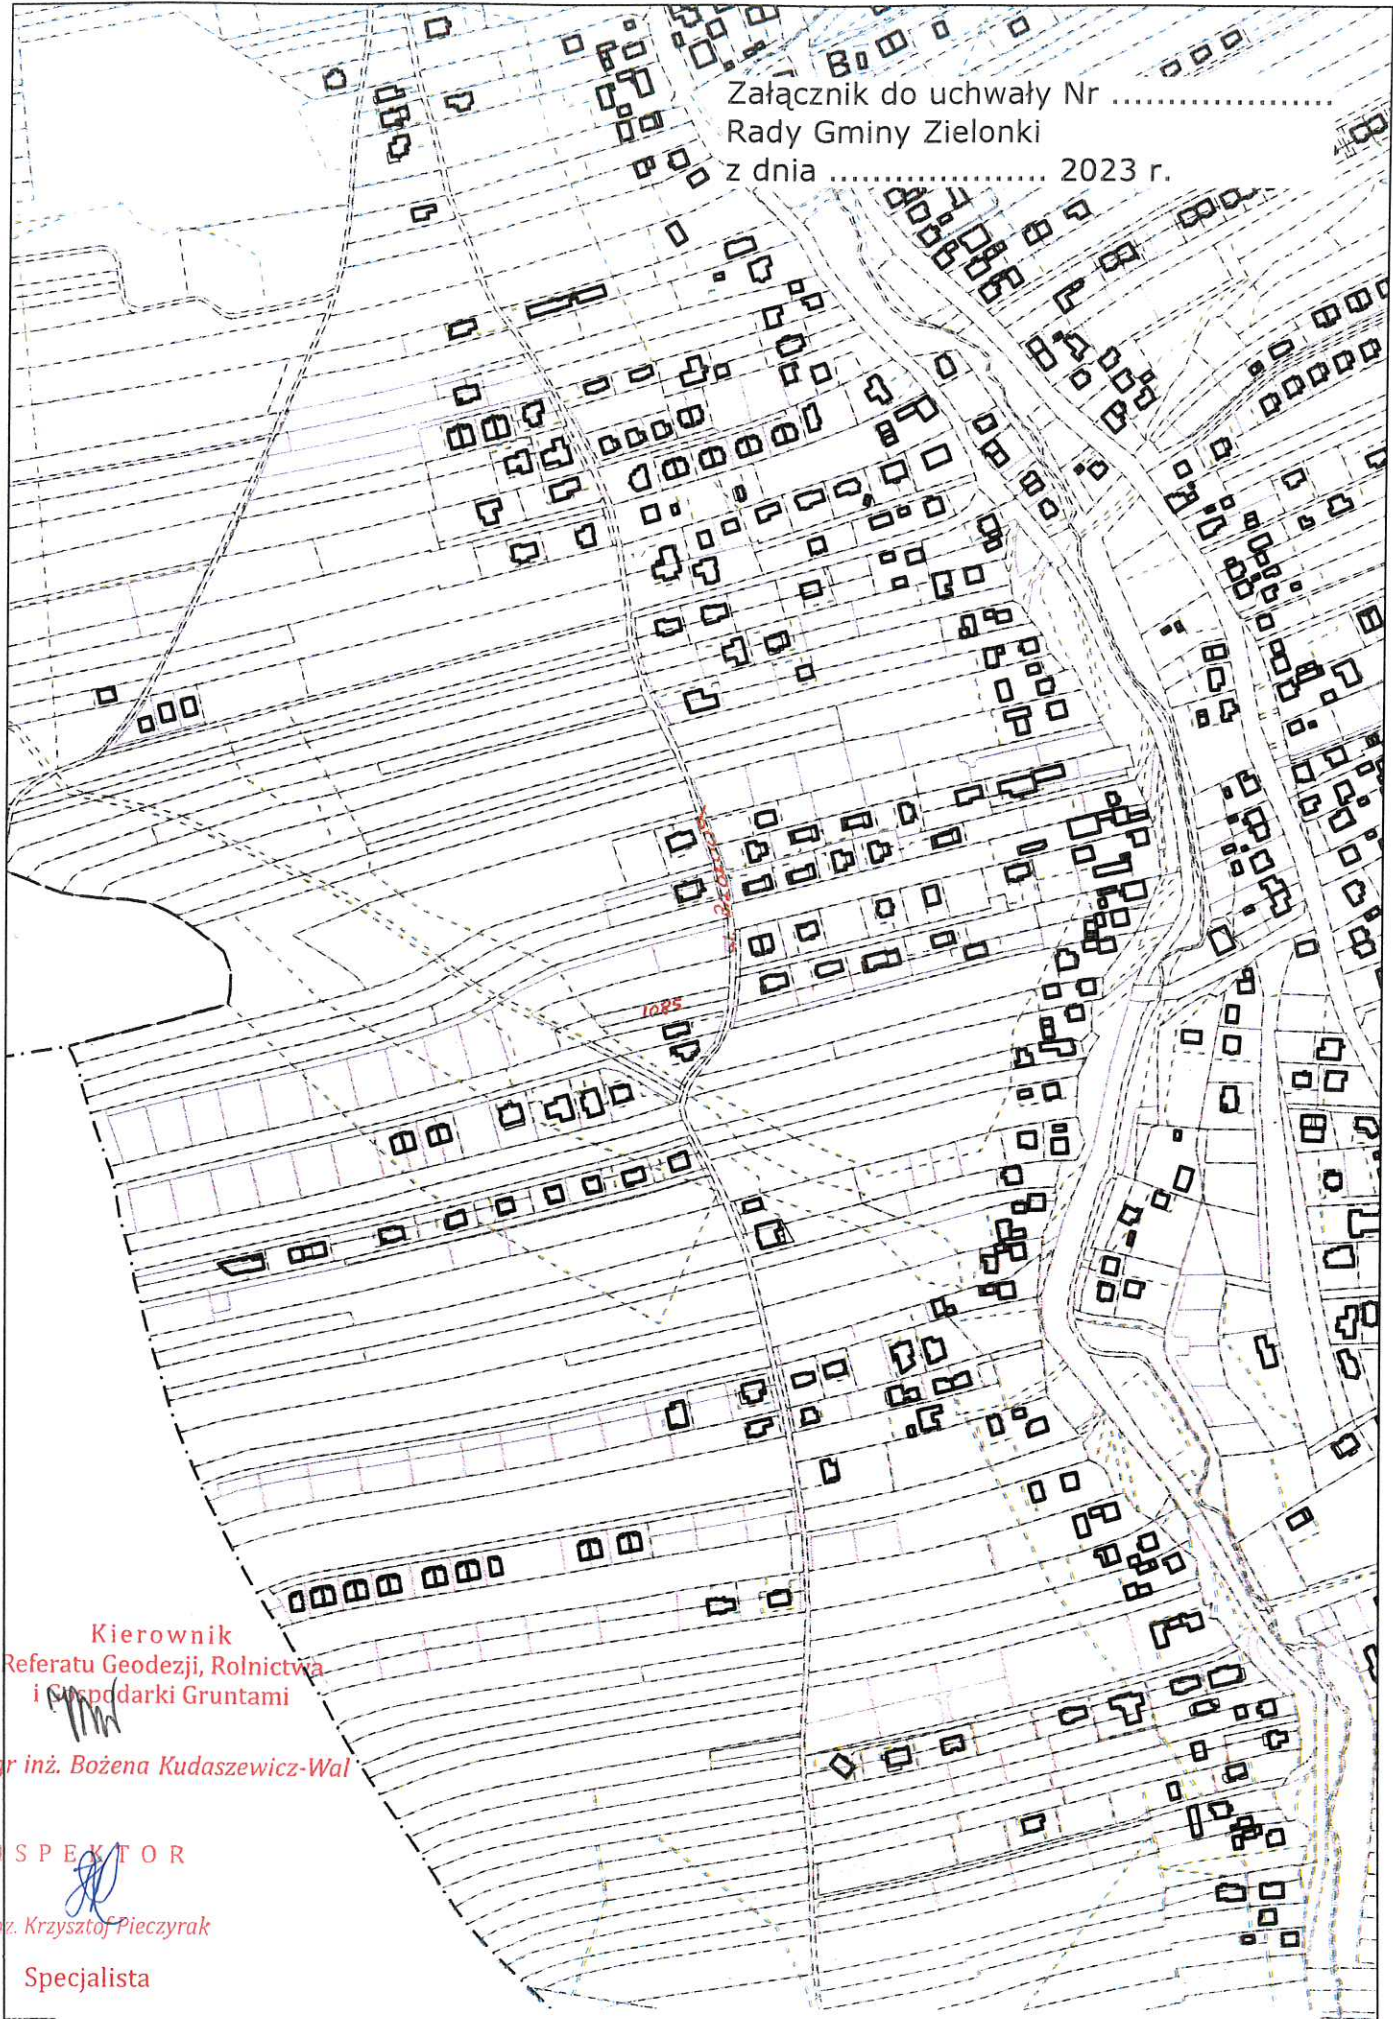 Załącznik do uchwały Nr ......................
Rady Gminy Zielonki
z dnia ..................... 2023 r.
1085
Kierownik
Referatu Geodezji, Rolnictwa
i Gospodarki Gruntami
gr inż. Bożena Kudaszewicz-Wal
SPEKTOR
ż. Krzysztof Pieczyrak
Specjalista